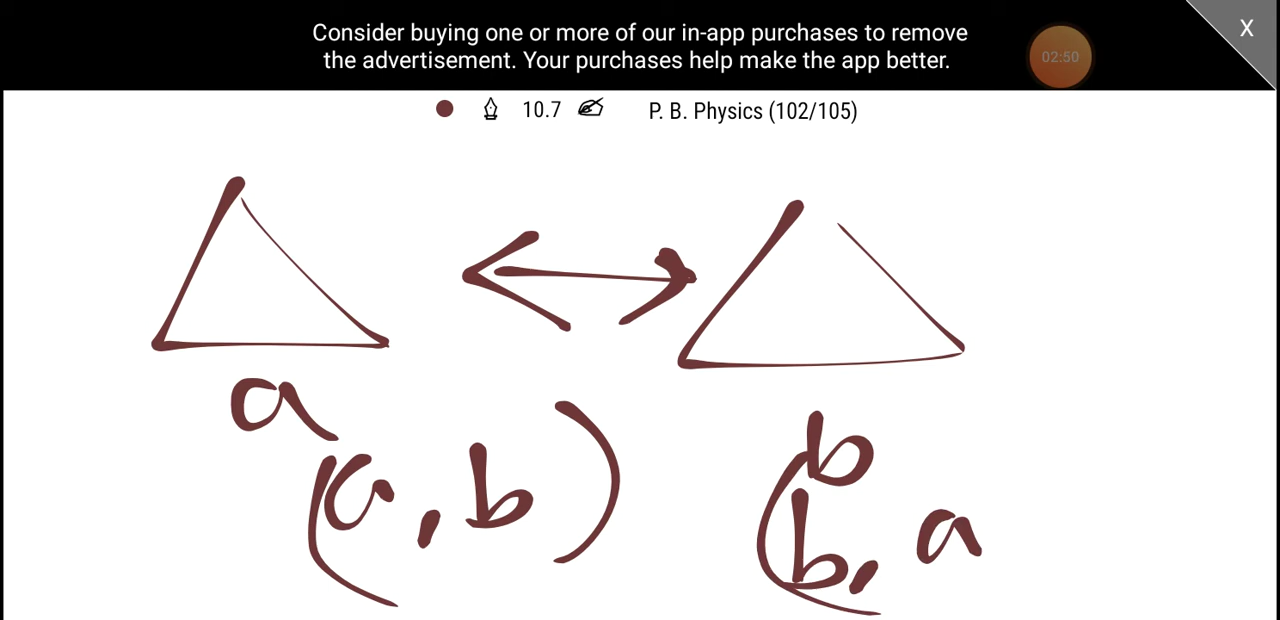 Consider buying one or more of our in-app purchases to remove
the advertisement. Your purchases help make the app better.
02:50
X
10.7
P. B. Physics (102/105)
a
b
(a, b)
(b, a